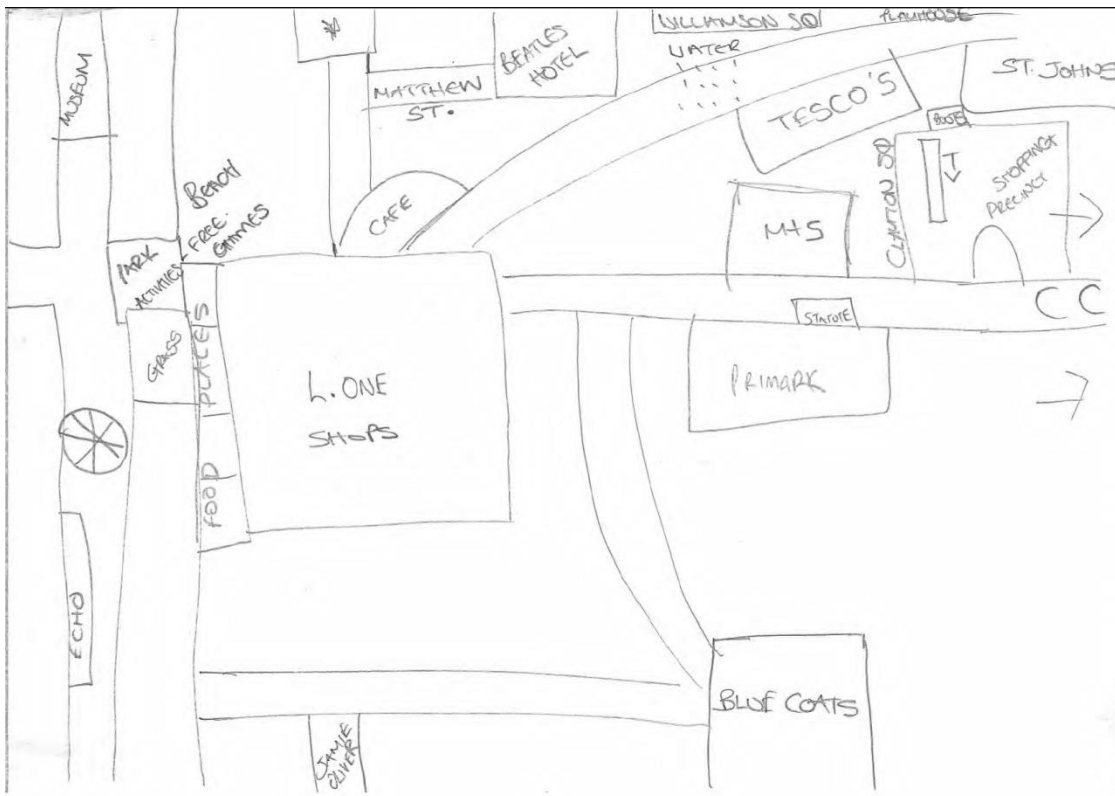 WILLIAMSON SQ
PLAYHOUSE
WATER
BEATLES
HOTEL
MATTHEW
ST.
MUSEUM
TESCO'S
ST. JOHNS
BOOTS
CLAYTON SQ
T
SHOPPING
PRECINCT
BEACH
FREE.
GAMES
CAFE
M+S
PARK
ACTIVITIES
STATUE
C C
GRASS
PLACES
FOOD
L. ONE
SHOPS
PRIMARK
ECHO
BLUE COATS
JAMIE
OLIVER